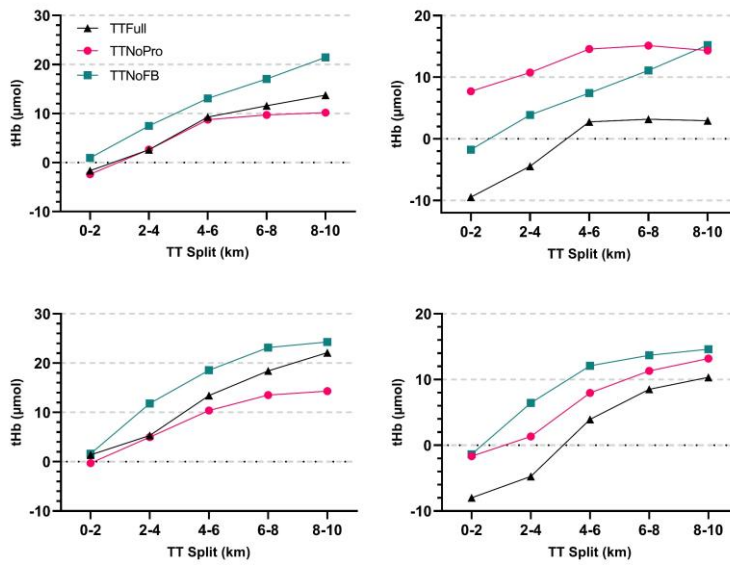 30
20
10
0
-10
tHb (µmol)
TTFull
TTNoPro
TTNoFB
0-2 2-4 4-6 6-8 8-10
TT Split (km)
20
10
0
-10
tHb (µmol)
0-2 2-4 4-6 6-8 8-10
TT Split (km)
30
20
10
0
-10
tHb (µmol)
0-2 2-4 4-6 6-8 8-10
TT Split (km)
20
10
0
-10
tHb (µmol)
0-2 2-4 4-6 6-8 8-10
TT Split (km)